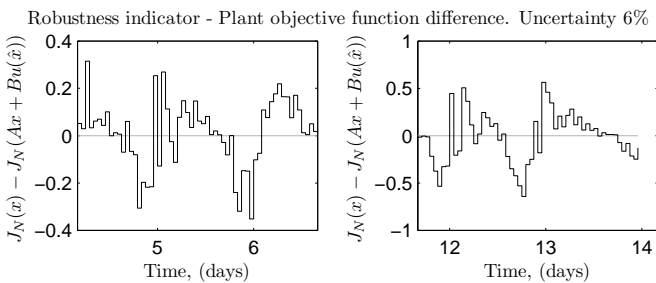 Robustness indicator - Plant objective function difference. Uncertainty 6%
J_N(x) − J_N(Ax + Bu(x̂))
0.4
0.2
0
−0.2
−0.4
5 6
Time, (days)
J_N(x) − J_N(Ax + Bu(x̂))
1
0.5
0
−0.5
−1
12 13 14
Time, (days)